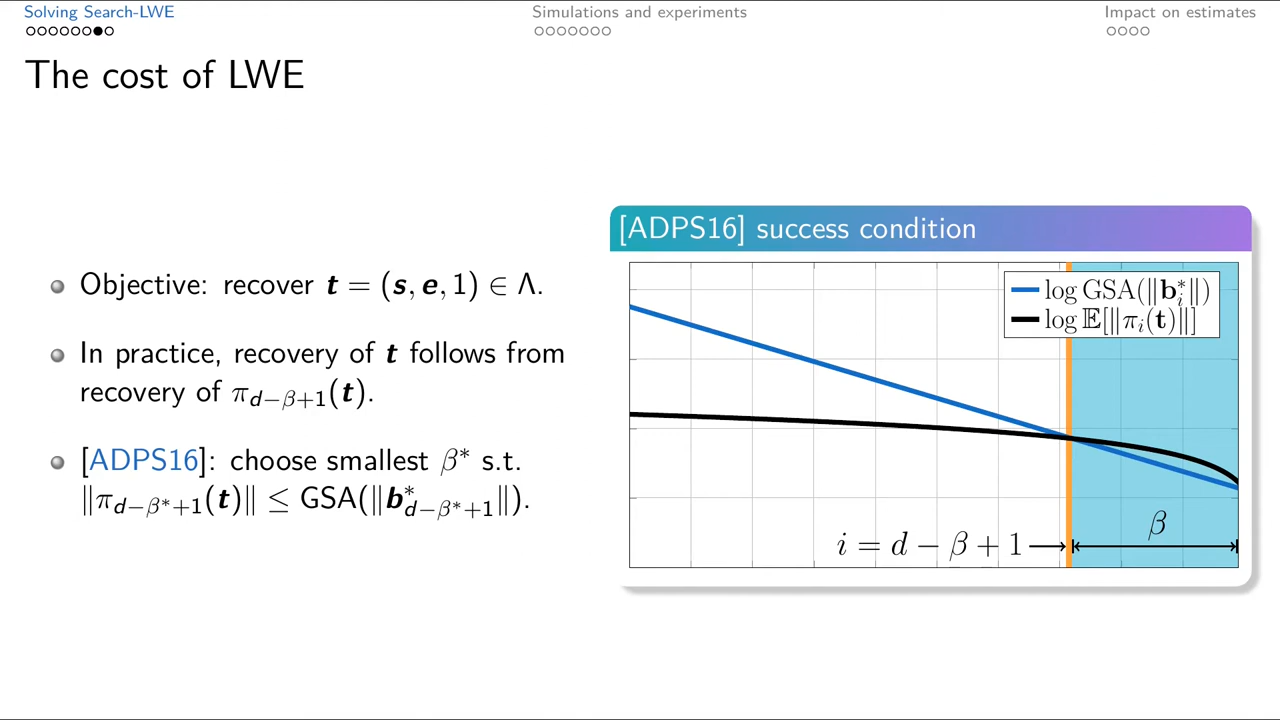 Solving Search-LWE
Simulations and experiments
Impact on estimates
The cost of LWE
Objective: recover t = (s, e, 1) ∈ Λ.
In practice, recovery of t follows from
recovery of π_{d−β+1}(t).
[ADPS16]: choose smallest β* s.t.
‖π_{d−β*+1}(t)‖ ≤ GSA(‖b*_{d−β*+1}‖).
[ADPS16] success condition
log GSA(‖b*_i‖)
log 𝔼[‖π_i(t)‖]
β
i = d − β + 1